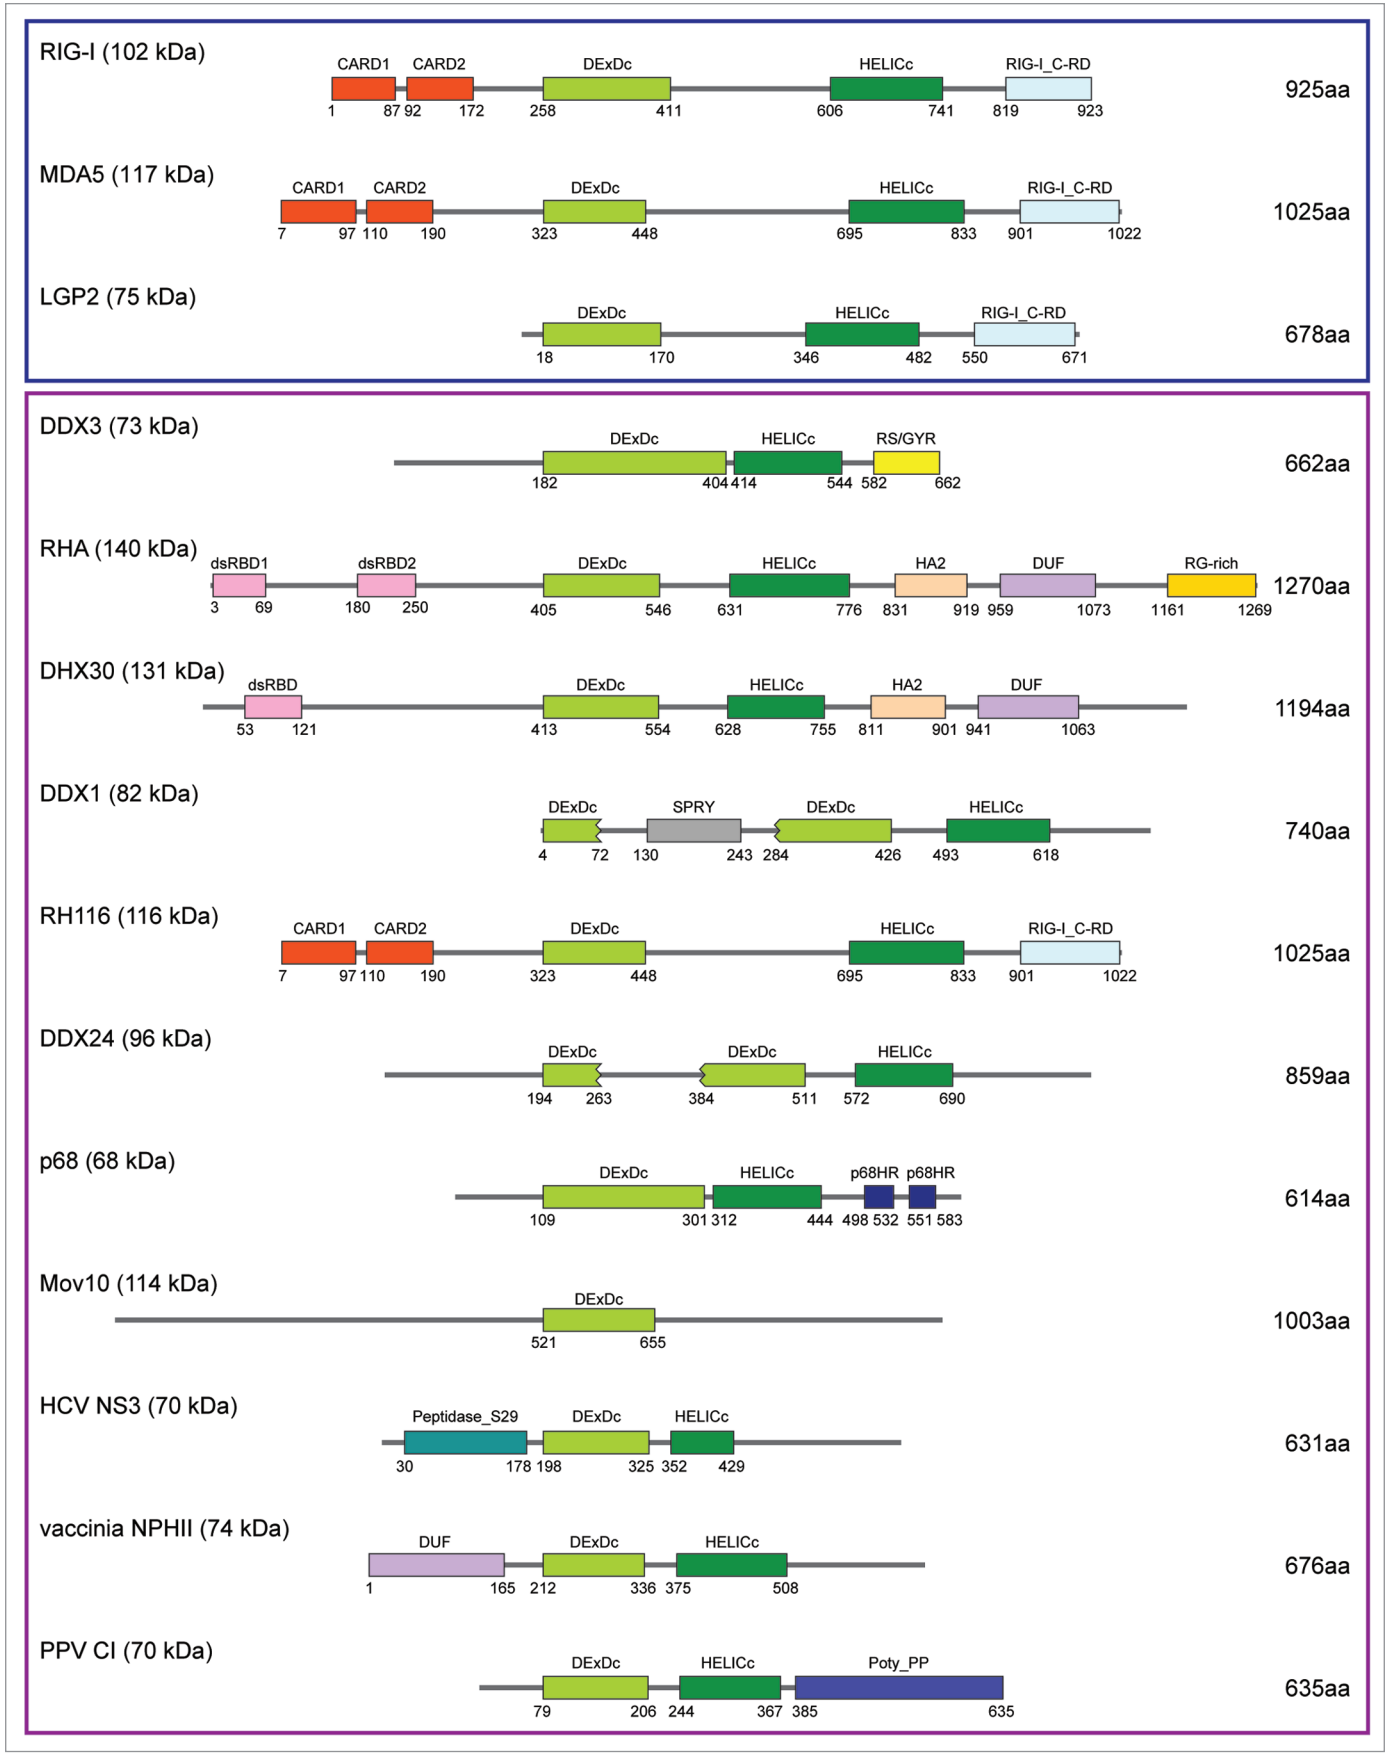 RIG-I (102 kDa)
CARD1 CARD2 DExDc HELICc RIG-I_C-RD
925aa
1 87 92 172 258 411 606 741 819 923
MDA5 (117 kDa)
CARD1 CARD2 DExDc HELICc RIG-I_C-RD
1025aa
7 97 110 190 323 448 695 833 901 1022
LGP2 (75 kDa)
DExDc HELICc RIG-I_C-RD
678aa
18 170 346 482 550 671
DDX3 (73 kDa)
DExDc HELICc RS/GYR
662aa
182 404 414 544 582 662
RHA (140 kDa)
dsRBD1 dsRBD2 DExDc HELICc HA2 DUF RG-rich
1270aa
3 69 180 250 405 546 631 776 831 919 959 1073 1161 1269
DHX30 (131 kDa)
dsRBD DExDc HELICc HA2 DUF
1194aa
53 121 413 554 628 755 811 901 941 1063
DDX1 (82 kDa)
DExDc SPRY DExDc HELICc
740aa
4 72 130 243 284 426 493 618
RH116 (116 kDa)
CARD1 CARD2 DExDc HELICc RIG-I_C-RD
1025aa
7 97 110 190 323 448 695 833 901 1022
DDX24 (96 kDa)
DExDc DExDc HELICc
859aa
194 263 384 511 572 690
p68 (68 kDa)
DExDc HELICc p68HR p68HR
614aa
109 301 312 444 498 532 551 583
Mov10 (114 kDa)
DExDc
1003aa
521 655
HCV NS3 (70 kDa)
Peptidase_S29 DExDc HELICc
631aa
30 178 198 325 352 429
vaccinia NPHII (74 kDa)
DUF DExDc HELICc
676aa
1 165 212 336 375 508
PPV CI (70 kDa)
DExDc HELICc Poty_PP
635aa
79 206 244 367 385 635